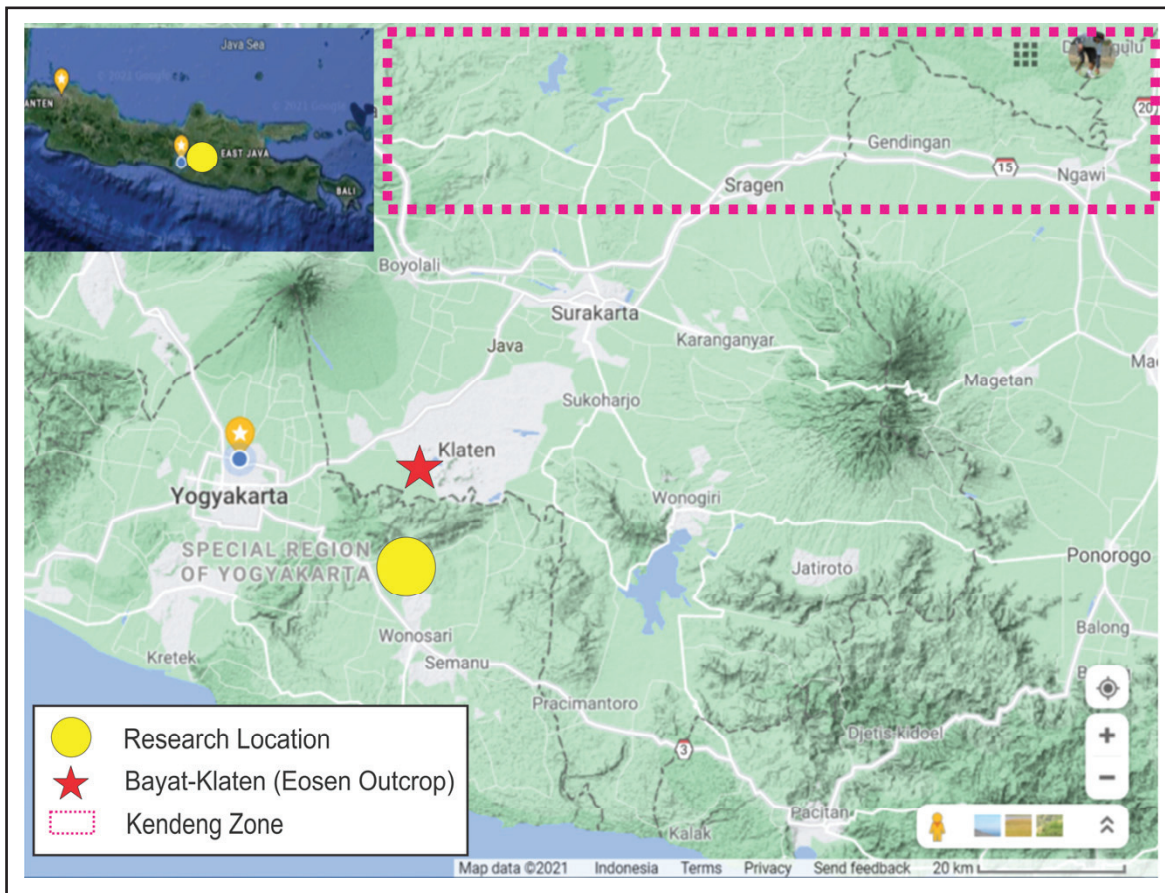 Java Sea
© 2021 Google
ANTEN
EAST JAVA
BALI
20
Gendingan
15
Ngawi
Sragen
Boyolali
Surakarta
Java
Karanganyar
Magetan
Sukoharjo
Klaten
Yogyakarta
Wonogiri
SPECIAL REGION
OF YOGYAKARTA
Ponorogo
Jatiroto
Wonosari
Balong
Kretek
Semanu
Pracimantoro
Djetis-kidoel
3
Pacitan
Kalak
Research Location
Bayat-Klaten (Eosen Outcrop)
Kendeng Zone
Map data ©2021 Indonesia Terms Privacy Send feedback 20 km